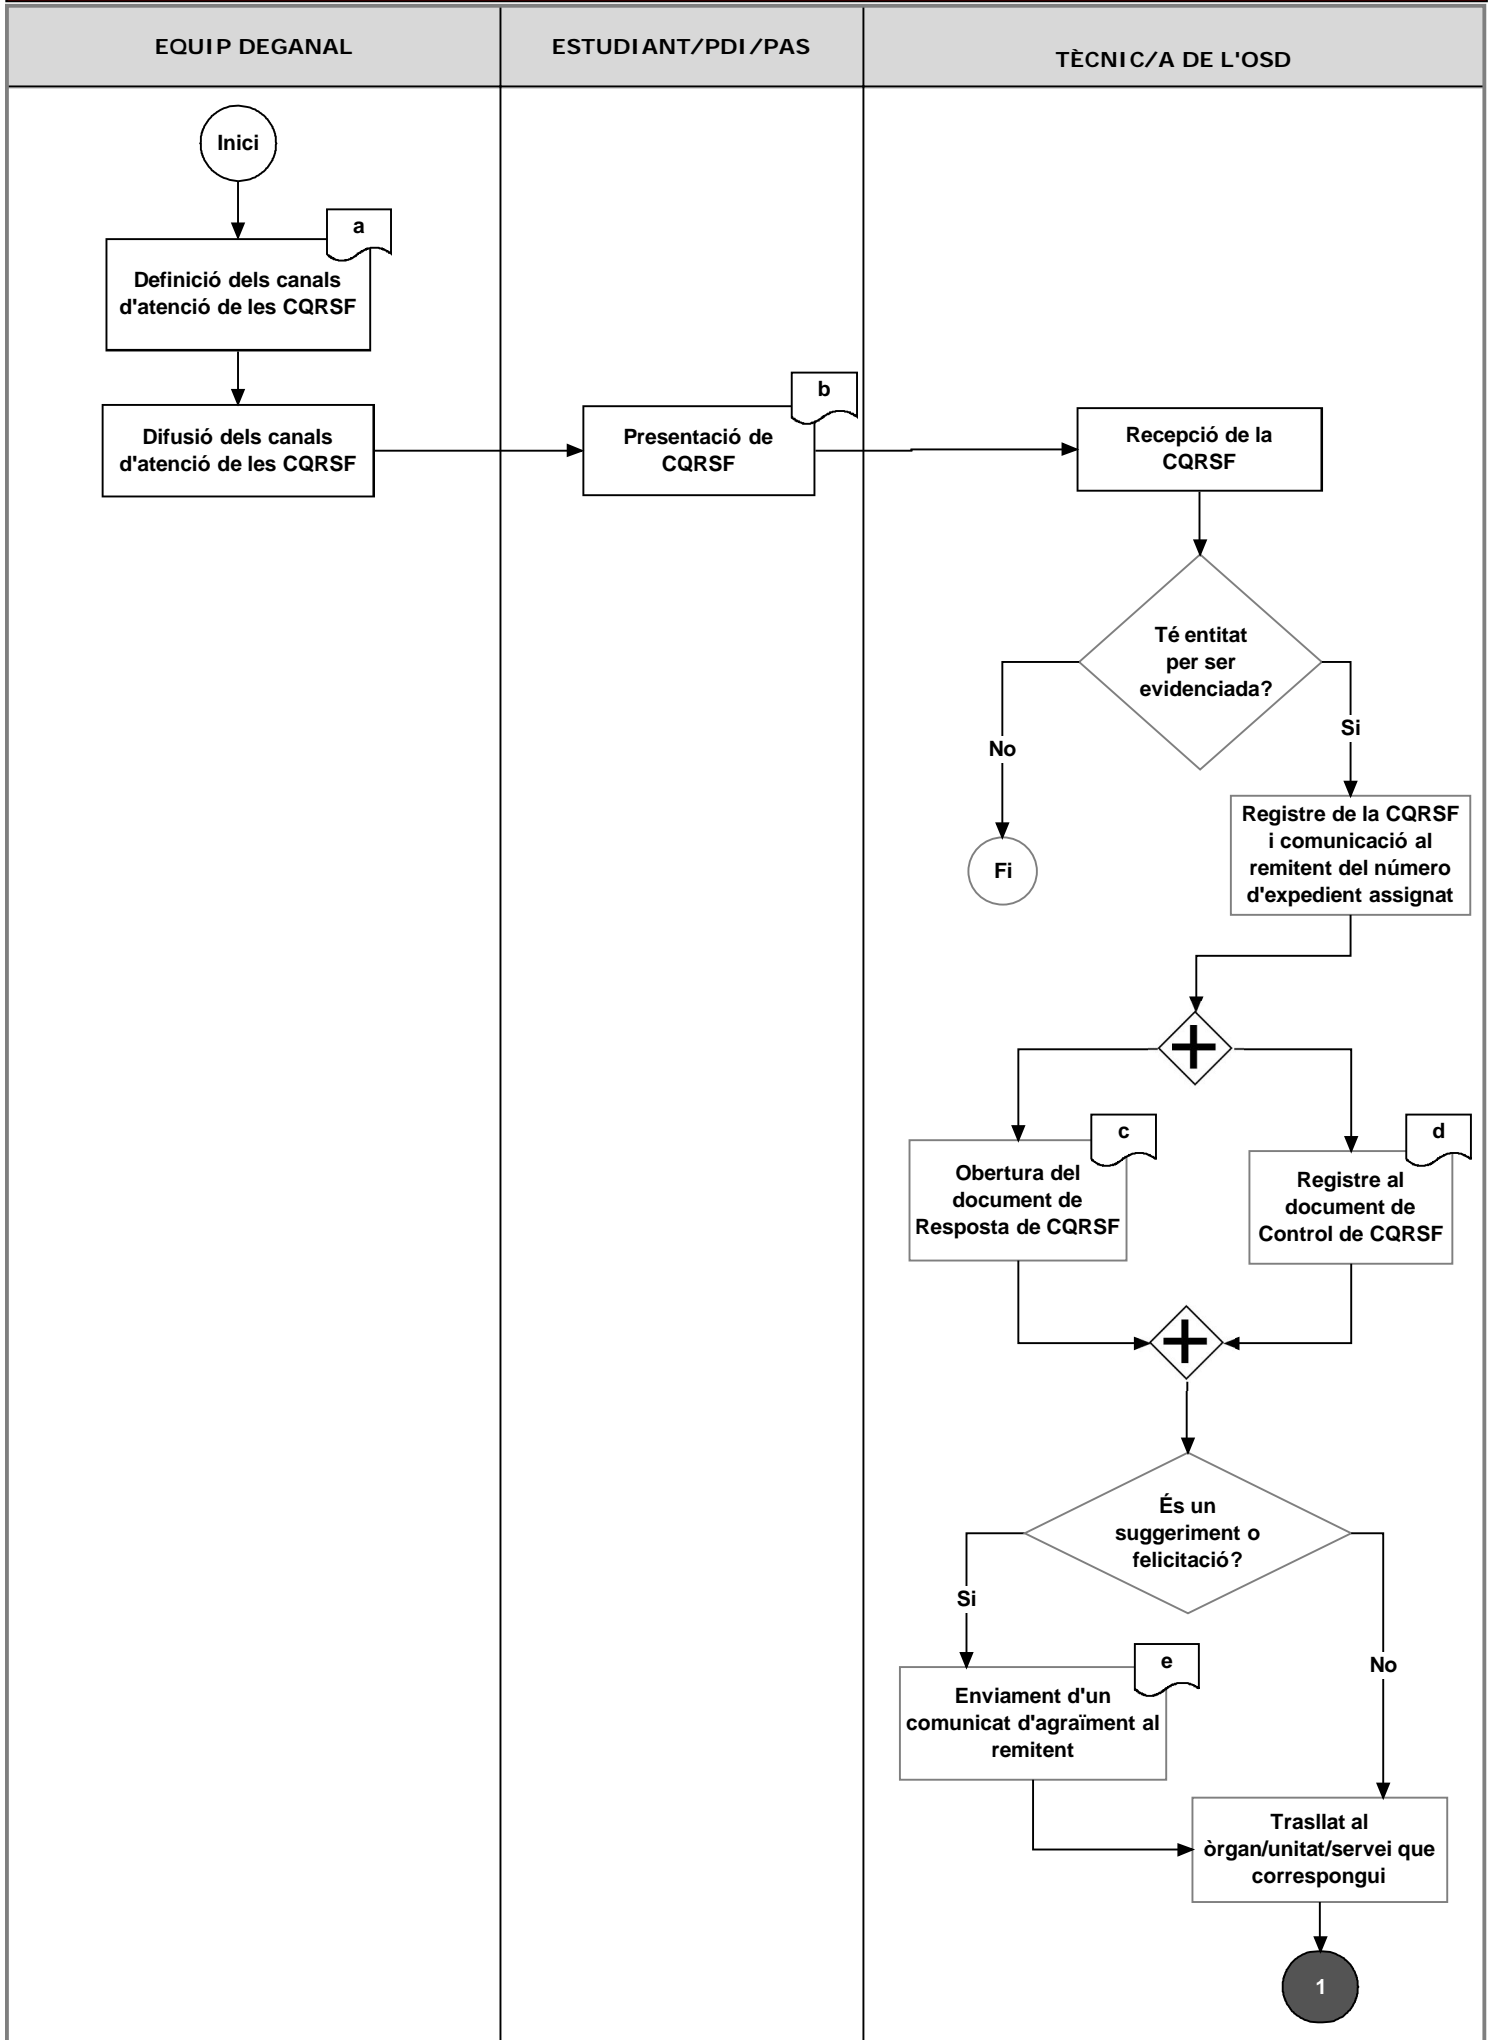 EQUIP DEGANAL
ESTUDIANT/PDI/PAS
TÈCNIC/A DE L'OSD
Inici
a
Definició dels canals
d'atenció de les CQRSF
Difusió dels canals
d'atenció de les CQRSF
b
Presentació de
CQRSF
Recepció de la
CQRSF
Té entitat
per ser
evidenciada?
No
Si
Fi
Registre de la CQRSF
i comunicació al
remitent del número
d'expedient assignat
c
Obertura del
document de
Resposta de CQRSF
d
Registre al
document de
Control de CQRSF
És un
suggeriment o
felicitació?
Si
No
e
Enviament d'un
comunicat d'agraïment al
remitent
Trasllat al
òrgan/unitat/servei que
correspongui
1